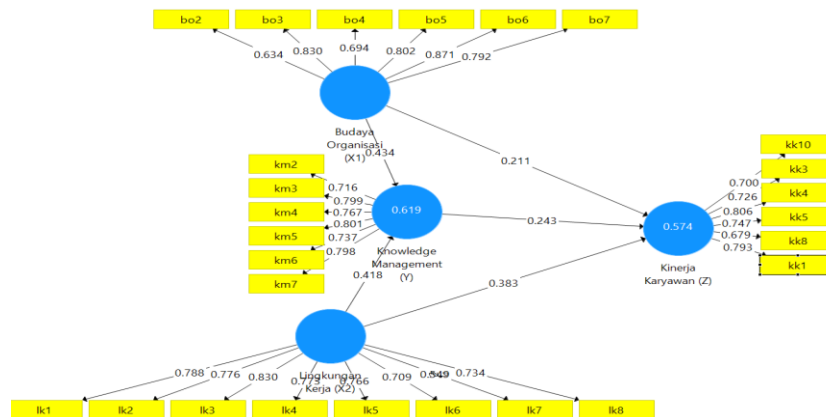 bo2 bo3 bo4 bo5 bo6 bo7
0.634 0.830 0.694 0.802 0.871 0.792
Budaya
Organisasi
(X1)
0.434
0.211
km2
km3
km4
km5
km6
km7
0.716
0.799
0.767
0.801
0.737
0.798
0.619
Knowledge
Management
(Y)
0.243
0.418
0.383
0.574
Kinerja
Karyawan (Z)
kk10
kk3
kk4
kk5
kk8
kk1
0.700
0.726
0.806
0.747
0.679
0.793
Lingkungan
Kerja (X2)
0.788 0.776 0.830 0.773 0.766 0.709 0.734
lk1 lk2 lk3 lk4 lk5 lk6 lk7 lk8